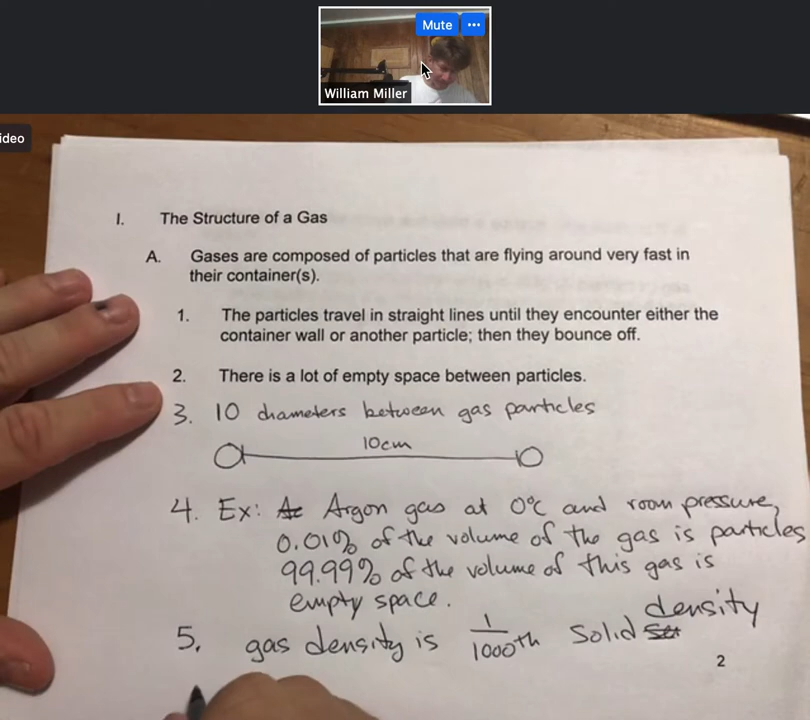 Mute
William Miller
ideo
I. The Structure of a Gas
A. Gases are composed of particles that are flying around very fast in
their container(s).
1. The particles travel in straight lines until they encounter either the
container wall or another particle; then they bounce off.
2. There is a lot of empty space between particles.
3. 10 diameters between gas particles
10cm
4. Ex: Argon gas at 0°C and room pressure,
0.01% of the volume of the gas is particles
99.99% of the volume of this gas is
empty space.
5. gas density is 1/1000th Solid density
2